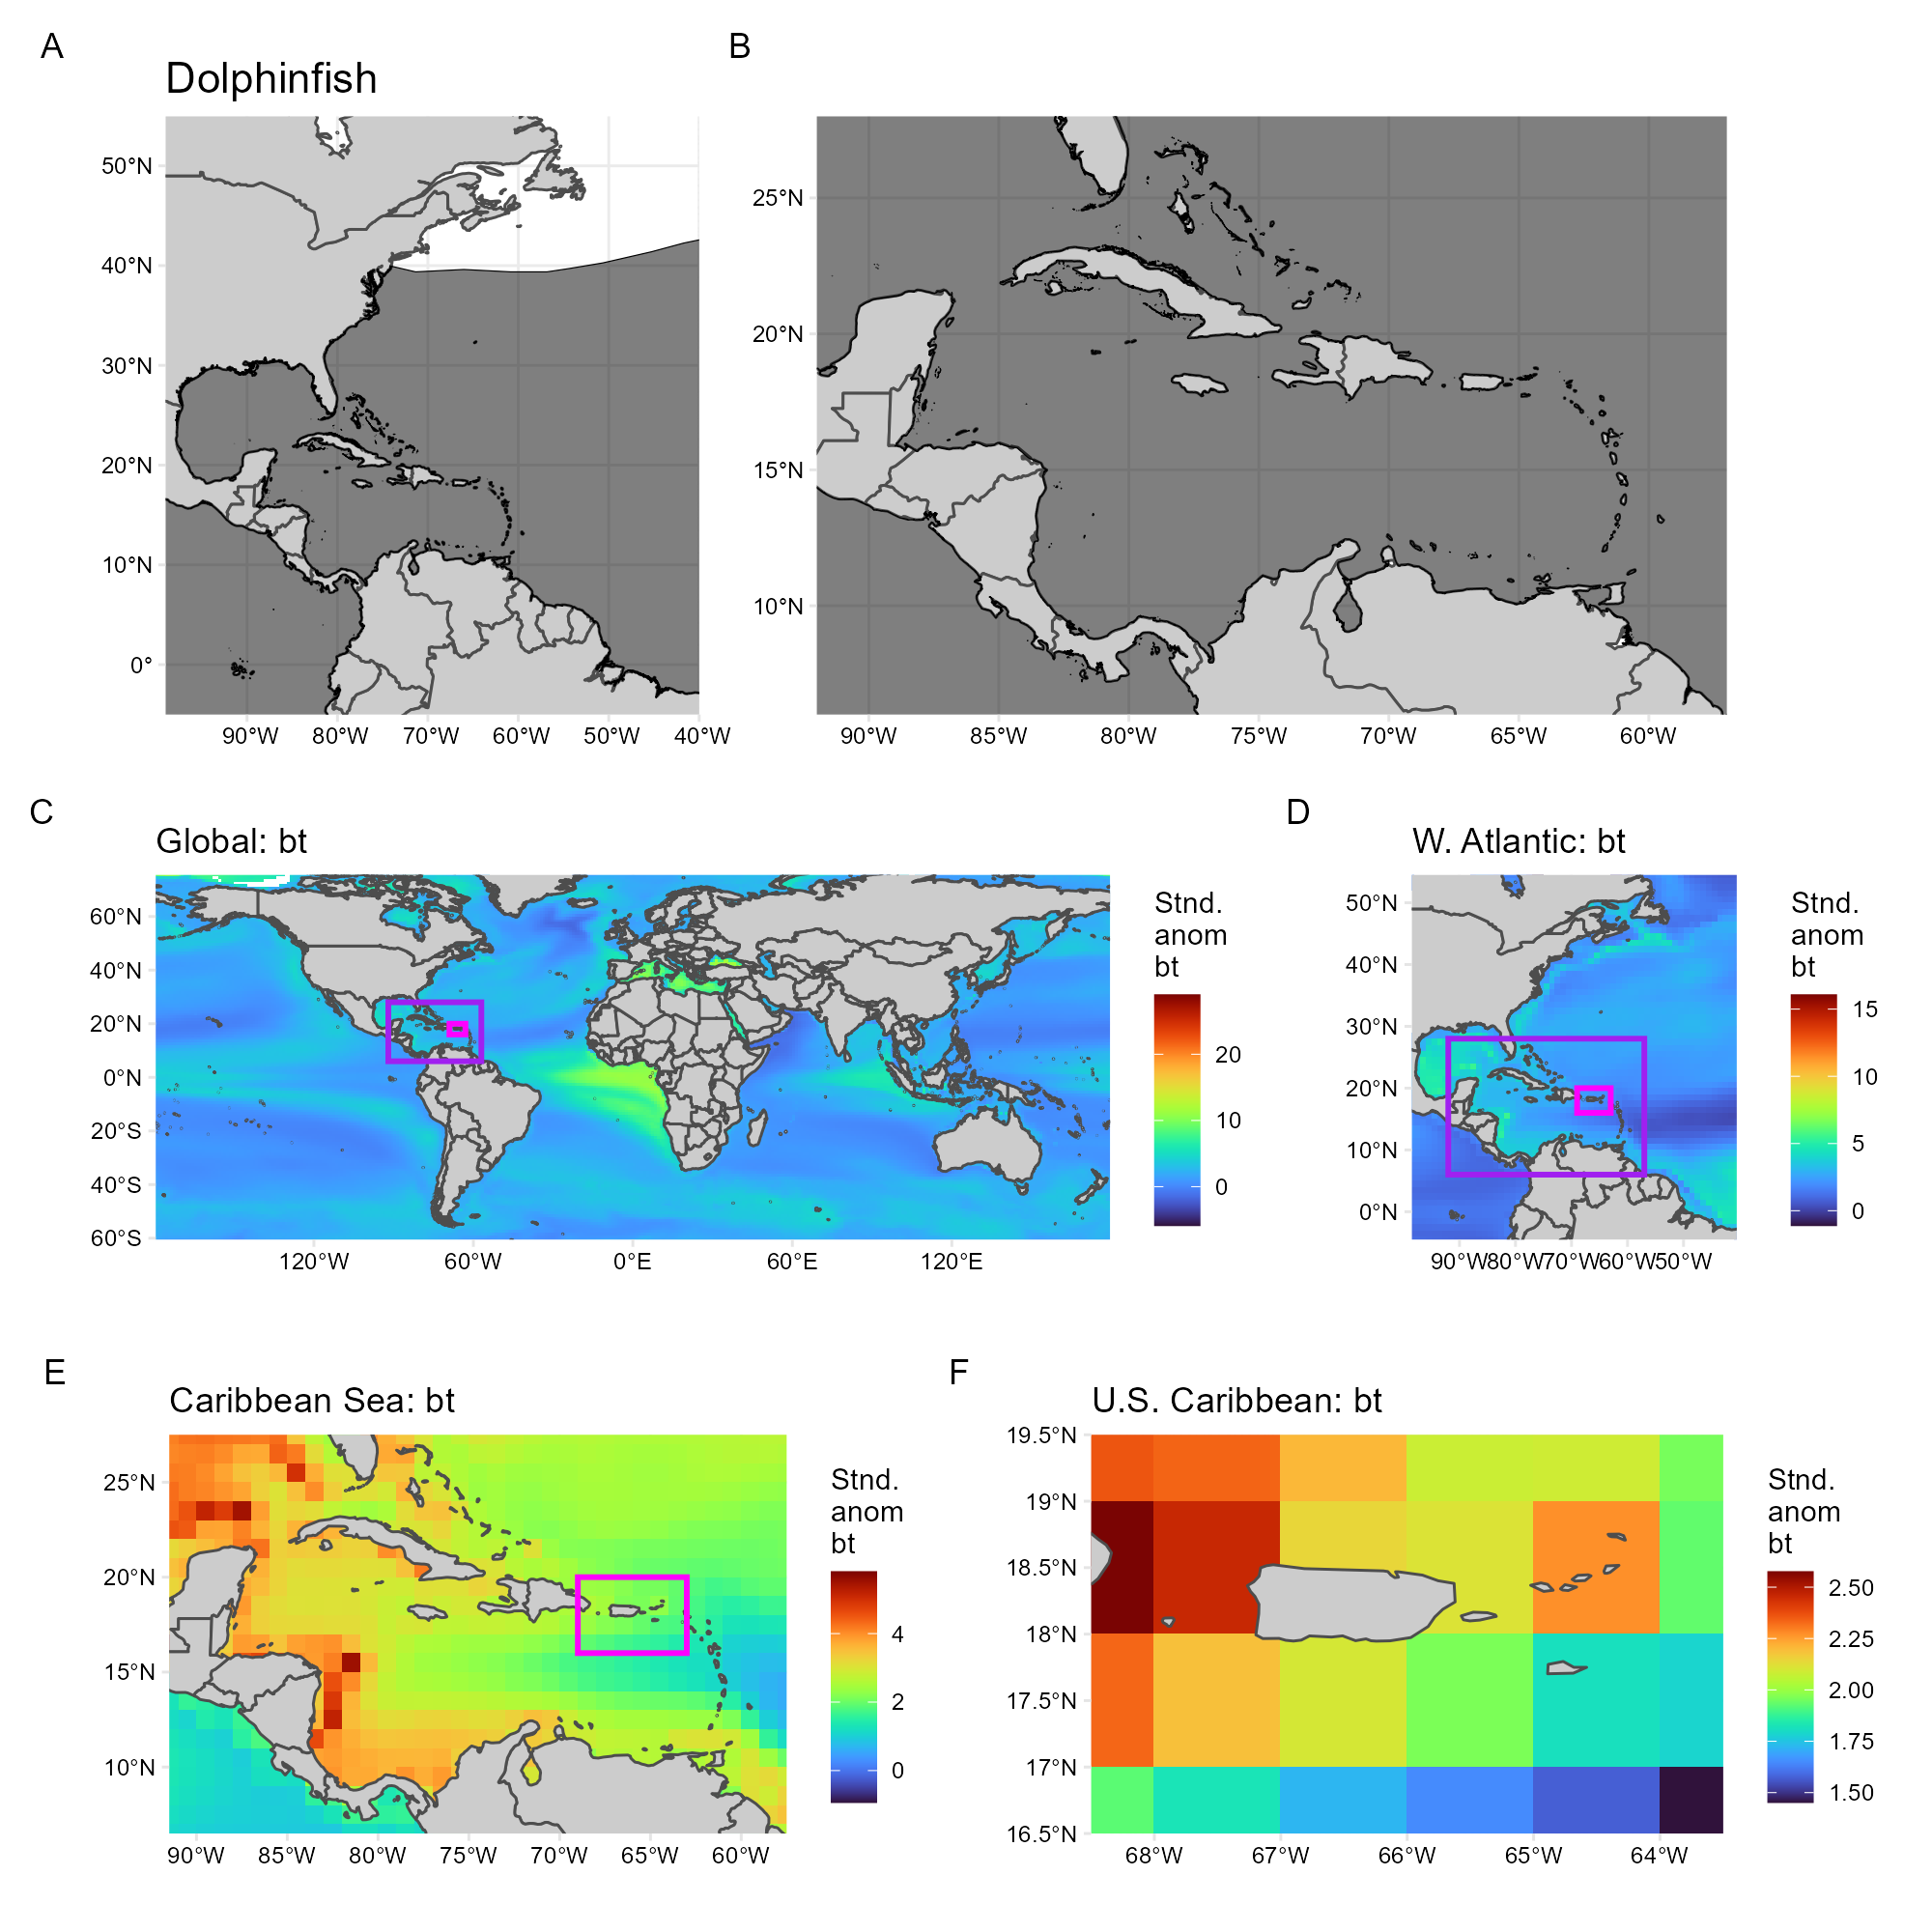 A
B
Dolphinfish
50°N
40°N
30°N
20°N
10°N
0°
90°W 80°W 70°W 60°W 50°W 40°W
25°N
20°N
15°N
10°N
90°W 85°W 80°W 75°W 70°W 65°W 60°W
C
Global: bt
60°N
40°N
20°N
0°N
20°S
40°S
60°S
120°W 60°W 0°E 60°E 120°E
Stnd.
anom
bt
20
10
0
D
W. Atlantic: bt
50°N
40°N
30°N
20°N
10°N
0°N
90°W 80°W 70°W 60°W 50°W
Stnd.
anom
bt
15
10
5
0
E
Caribbean Sea: bt
25°N
20°N
15°N
10°N
90°W 85°W 80°W 75°W 70°W 65°W 60°W
Stnd.
anom
bt
4
2
0
F
U.S. Caribbean: bt
19.5°N
19°N
18.5°N
18°N
17.5°N
17°N
16.5°N
68°W 67°W 66°W 65°W 64°W
Stnd.
anom
bt
2.50
2.25
2.00
1.75
1.50